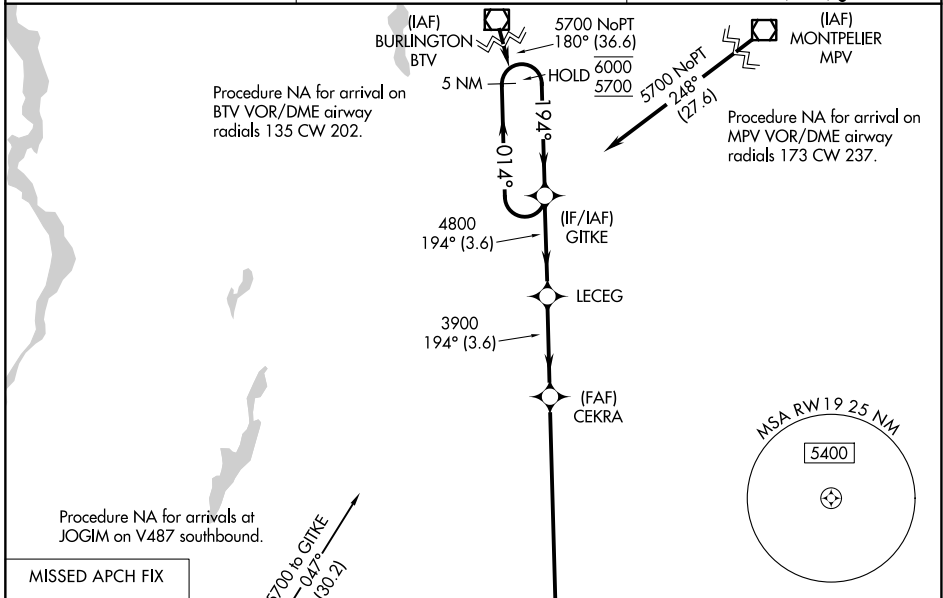 (IAF)
BURLINGTON
BTV
5700 NoPT
180° (36.6)
(IAF)
MONTPELIER
MPV
5 NM
HOLD
6000
5700
5700 NoPT
248°
(27.6)
Procedure NA for arrival on
BTV VOR/DME airway
radials 135 CW 202.
Procedure NA for arrival on
MPV VOR/DME airway
radials 173 CW 237.
194°
014°
(IF/IAF)
GITKE
4800
194° (3.6)
LECEG
3900
194° (3.6)
(FAF)
CEKRA
MSA RW19 25 NM
5400
Procedure NA for arrivals at
JOGIM on V487 southbound.
5700 to GITKE
047°
(30.2)
MISSED APCH FIX